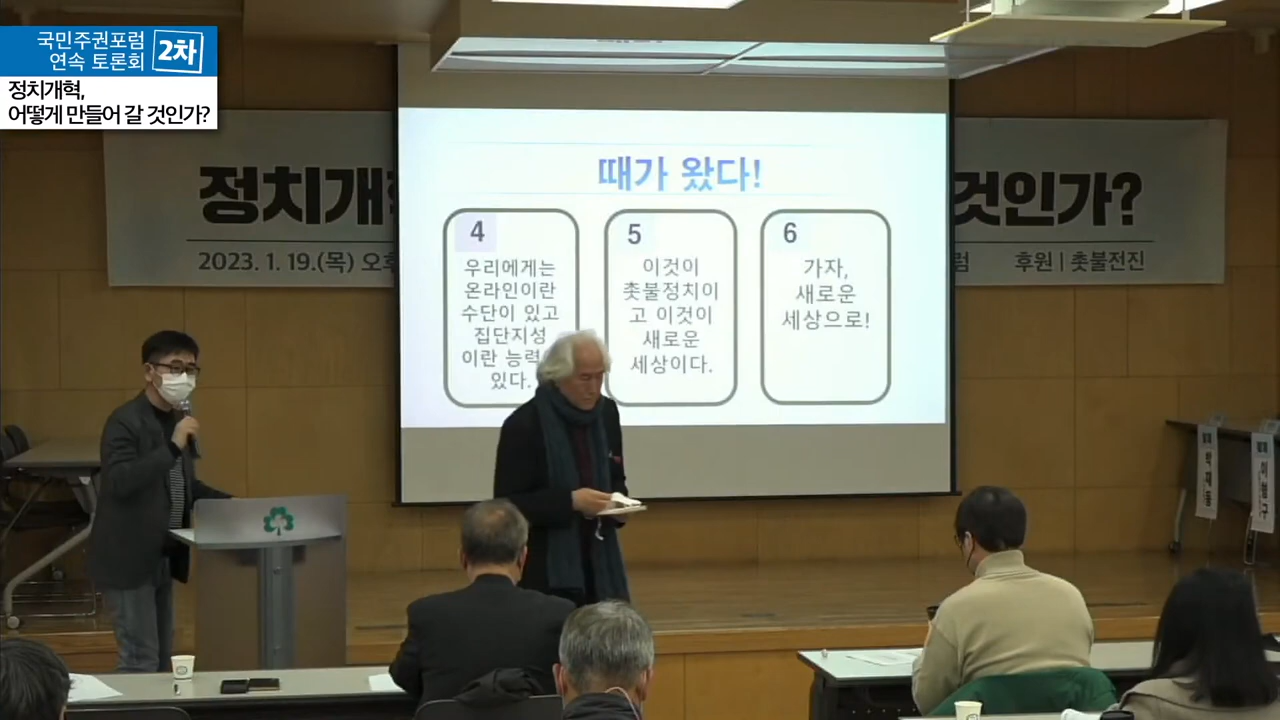 국민주권포럼
연속 토론회
2차
정치개혁,
어떻게 만들어 갈 것인가?
정치개혁
것인가?
2023. 1. 19.(목) 오후
럼 후원 | 촛불전진
때가 왔다!
4
우리에게는
온라인이란
수단이 있고
집단지성
이란 능력
있다.
5
이것이
촛불정치이
고 이것이
새로운
세상이다.
6
가자,
새로운
세상으로!
박재동